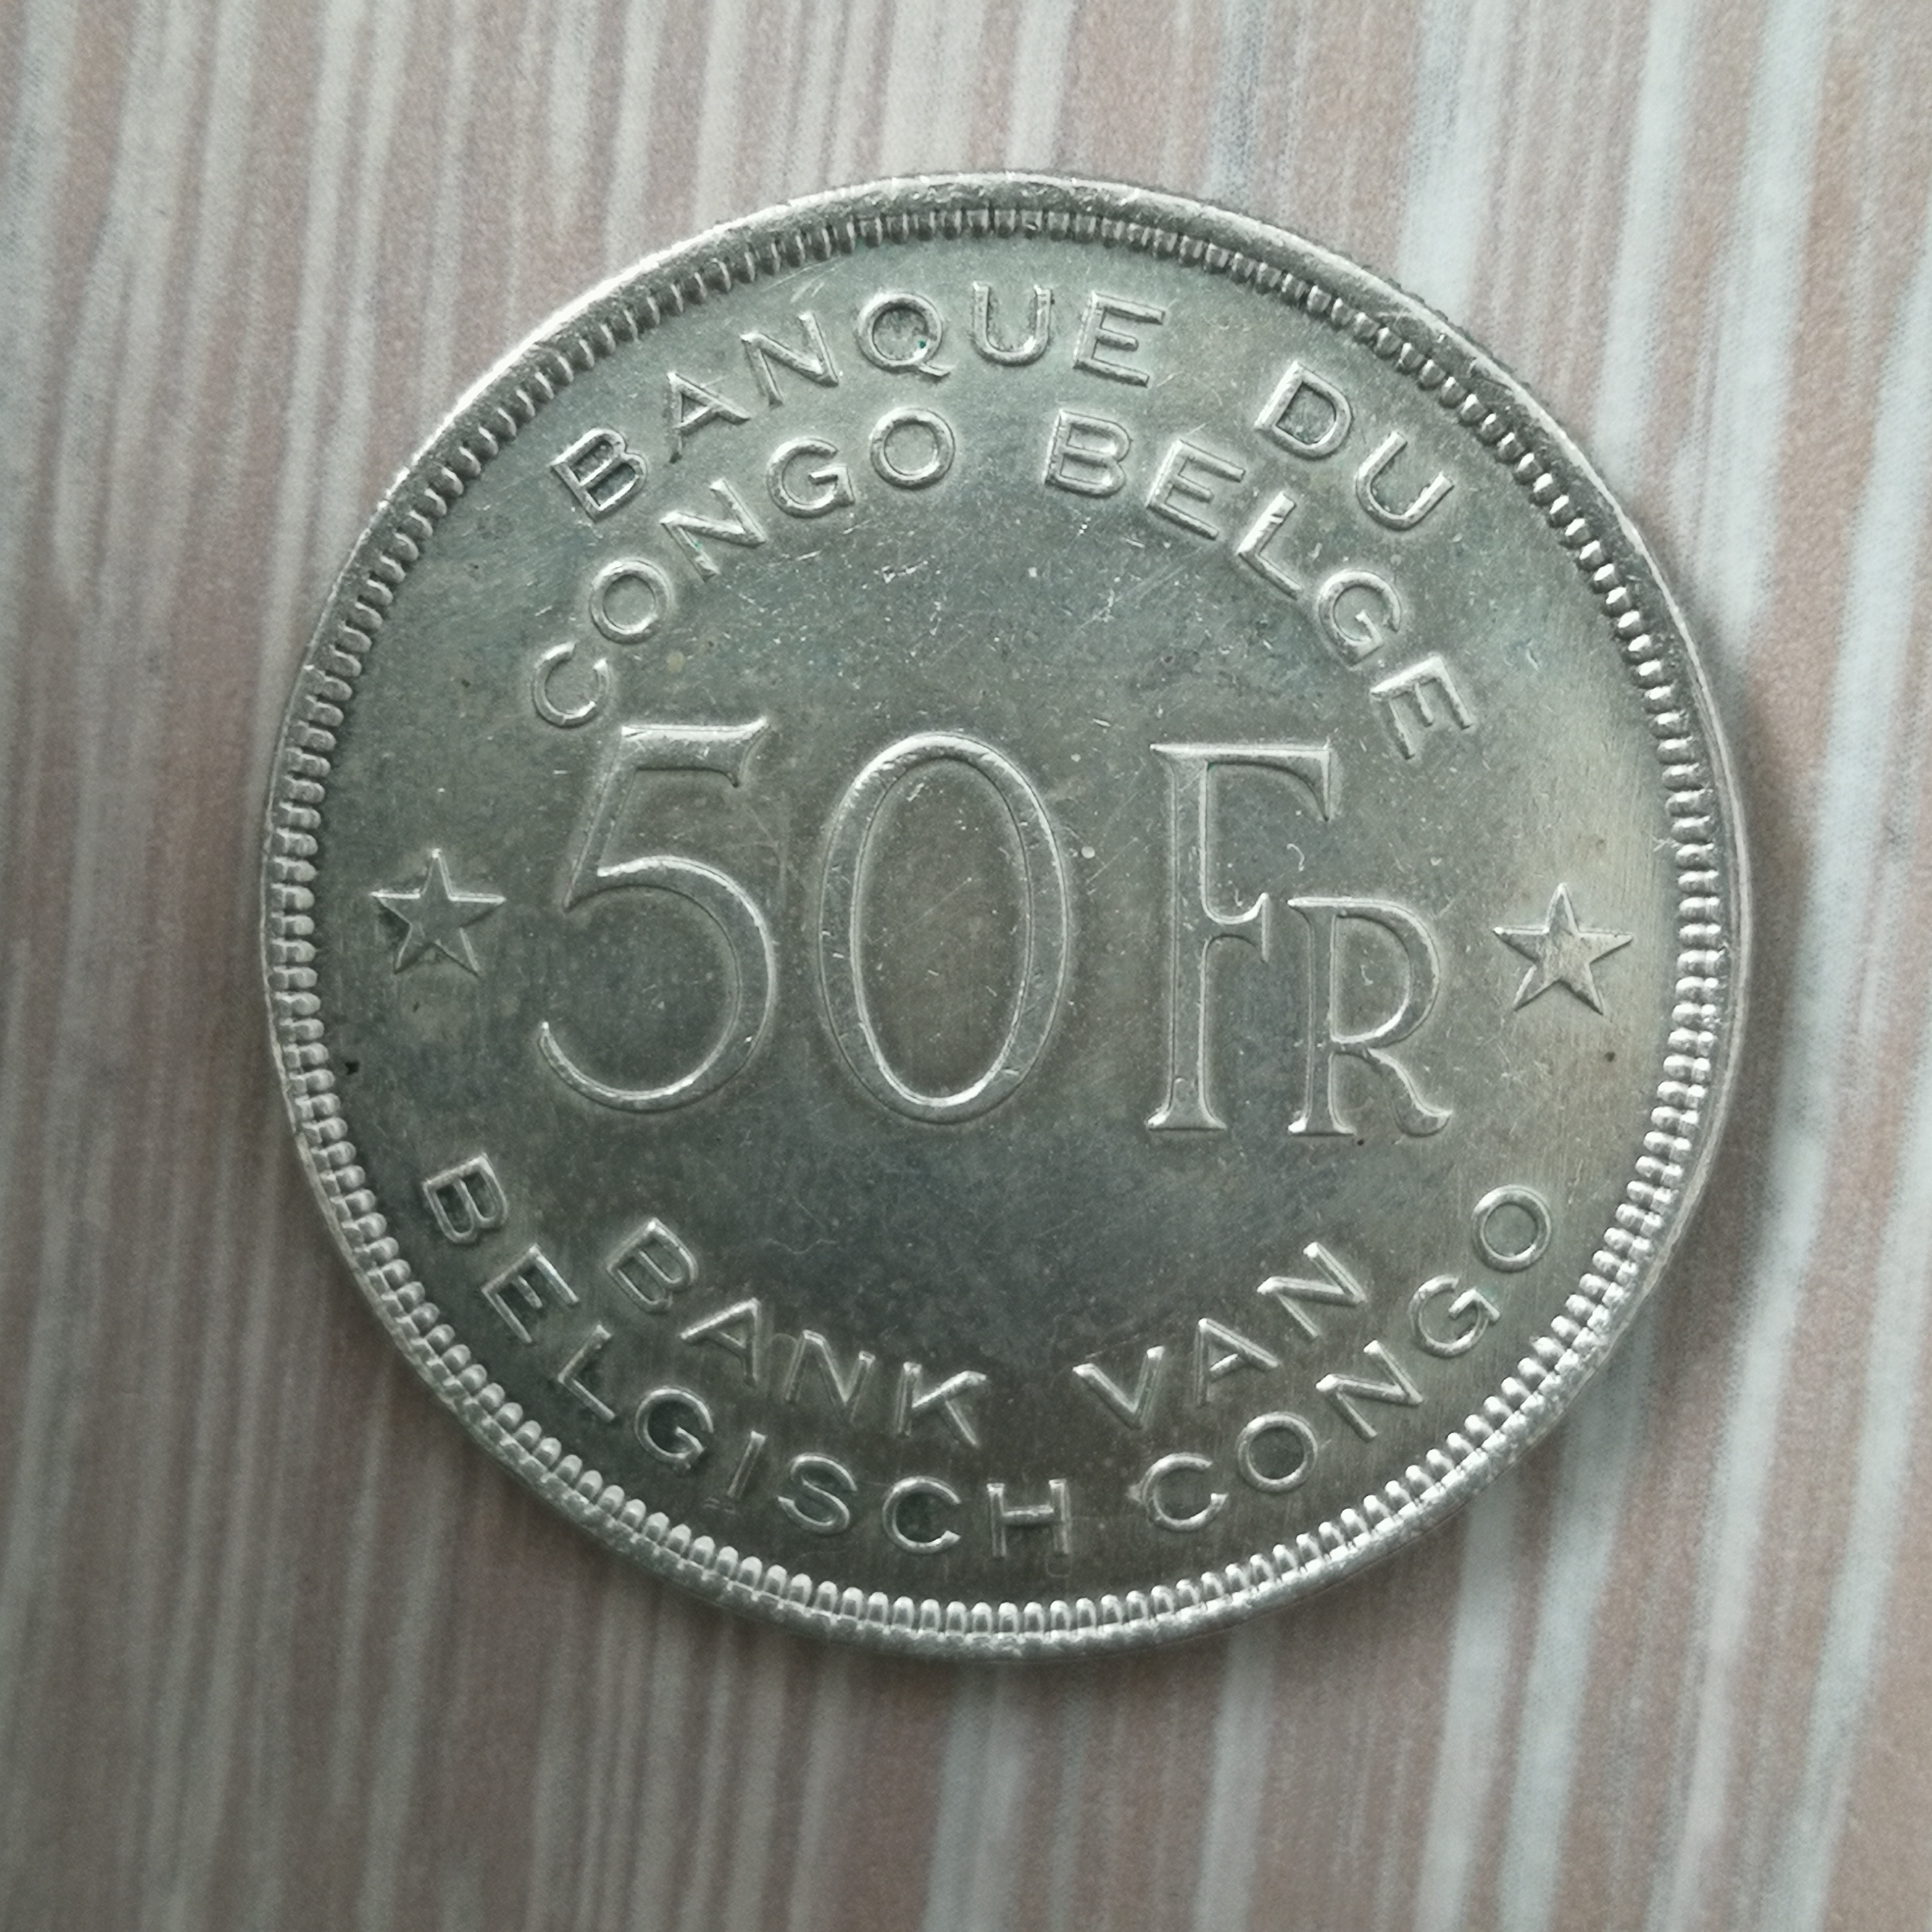 BANQUE DU
CONGO BELGE
50 FR
BANK VAN
BELGISCH CONGO